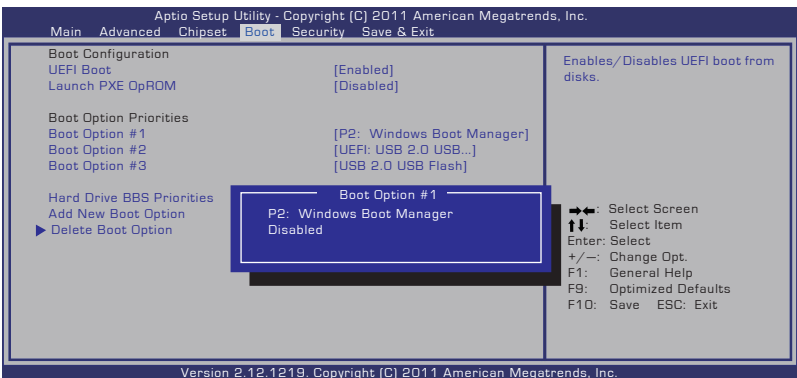 Aptio Setup Utility - Copyright (C) 2011 American Megatrends, Inc.
Main Advanced Chipset Boot Security Save & Exit
Boot Configuration
UEFI Boot [Enabled]
Launch PXE OpROM [Disabled]
Boot Option Priorities
Boot Option #1 [P2: Windows Boot Manager]
Boot Option #2 [UEFI: USB 2.0 USB...]
Boot Option #3 [USB 2.0 USB Flash]
Hard Drive BBS Priorities
Add New Boot Option
Delete Boot Option
Boot Option #1
P2: Windows Boot Manager
Disabled
Enables/Disables UEFI boot from
disks.
→←: Select Screen
↑↓: Select Item
Enter: Select
+/—: Change Opt.
F1: General Help
F9: Optimized Defaults
F10: Save ESC: Exit
Version 2.12.1219. Copyright (C) 2011 American Megatrends, Inc.